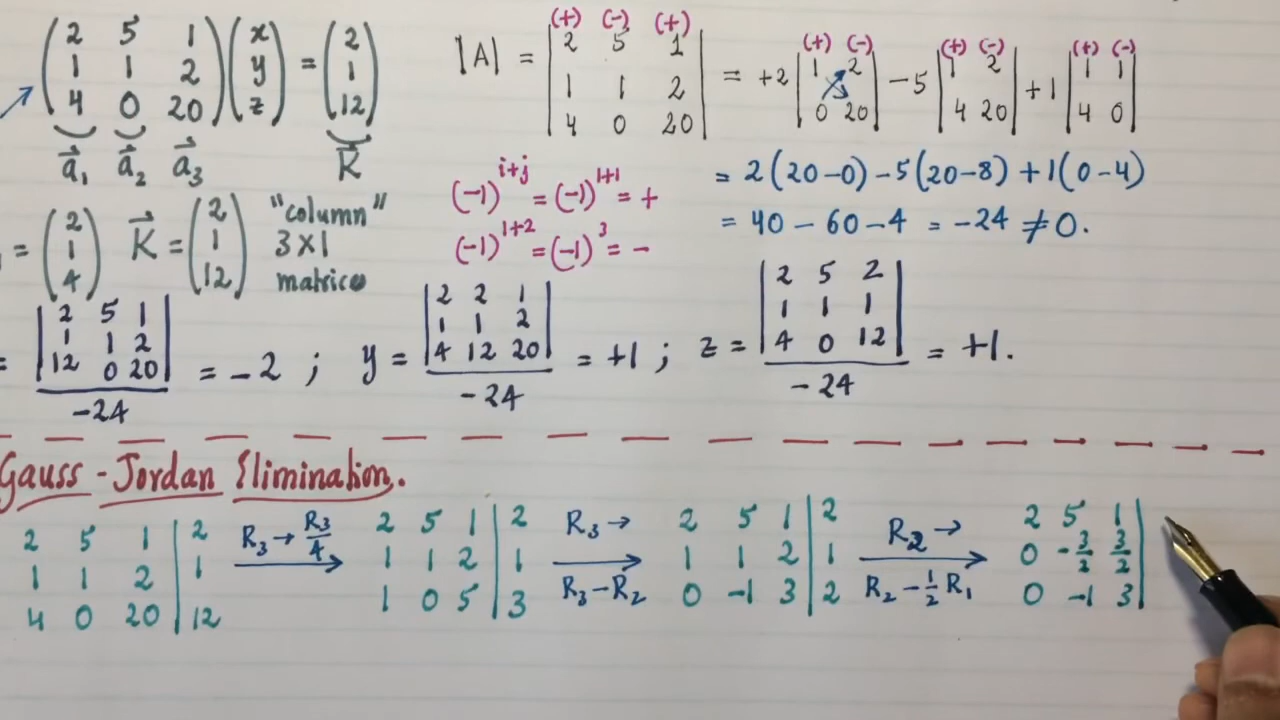 (2 5 1) (x) = (2)
(1 1 2) (y) (1)
(4 0 20) (z) (12)
a⃗₁ a⃗₂ a⃗₃ K⃗
(+) (-) (+)
|A| = |2 5 1; 1 1 2; 4 0 20| = +2 |1 2; 0 20| - 5 |1 2; 4 20| + 1 |1 1; 4 0|
(+) (-) (+) (-) (+) (-)
= 2(20-0) - 5(20-8) + 1(0-4)
= 40 - 60 - 4 = -24 ≠ 0.
(-1)^(i+j) = (-1)^(1+1) = +
(-1)^(1+2) = (-1)^3 = -
= (2; 1; 4) K⃗ = (2; 1; 12) "column"
3×1
matrice
= |2 5 1; 1 1 2; 12 0 20| / -24 = -2 ; y = |2 2 1; 1 1 2; 4 12 20| / -24 = +1 ; z = |2 5 2; 1 1 1; 4 0 12| / -24 = +1.
Gauss-Jordan Elimination.
2 5 1 | 2
1 1 2 | 1
4 0 20 | 12
R₃ → R₃/4
2 5 1 | 2
1 1 2 | 1
1 0 5 | 3
R₃ →
R₃ - R₂
2 5 1 | 2
1 1 2 | 1
0 -1 3 | 2
R₂ →
R₂ - 1/2 R₁
2 5 1 |
0 -3/2 3/2 |
0 -1 3 |